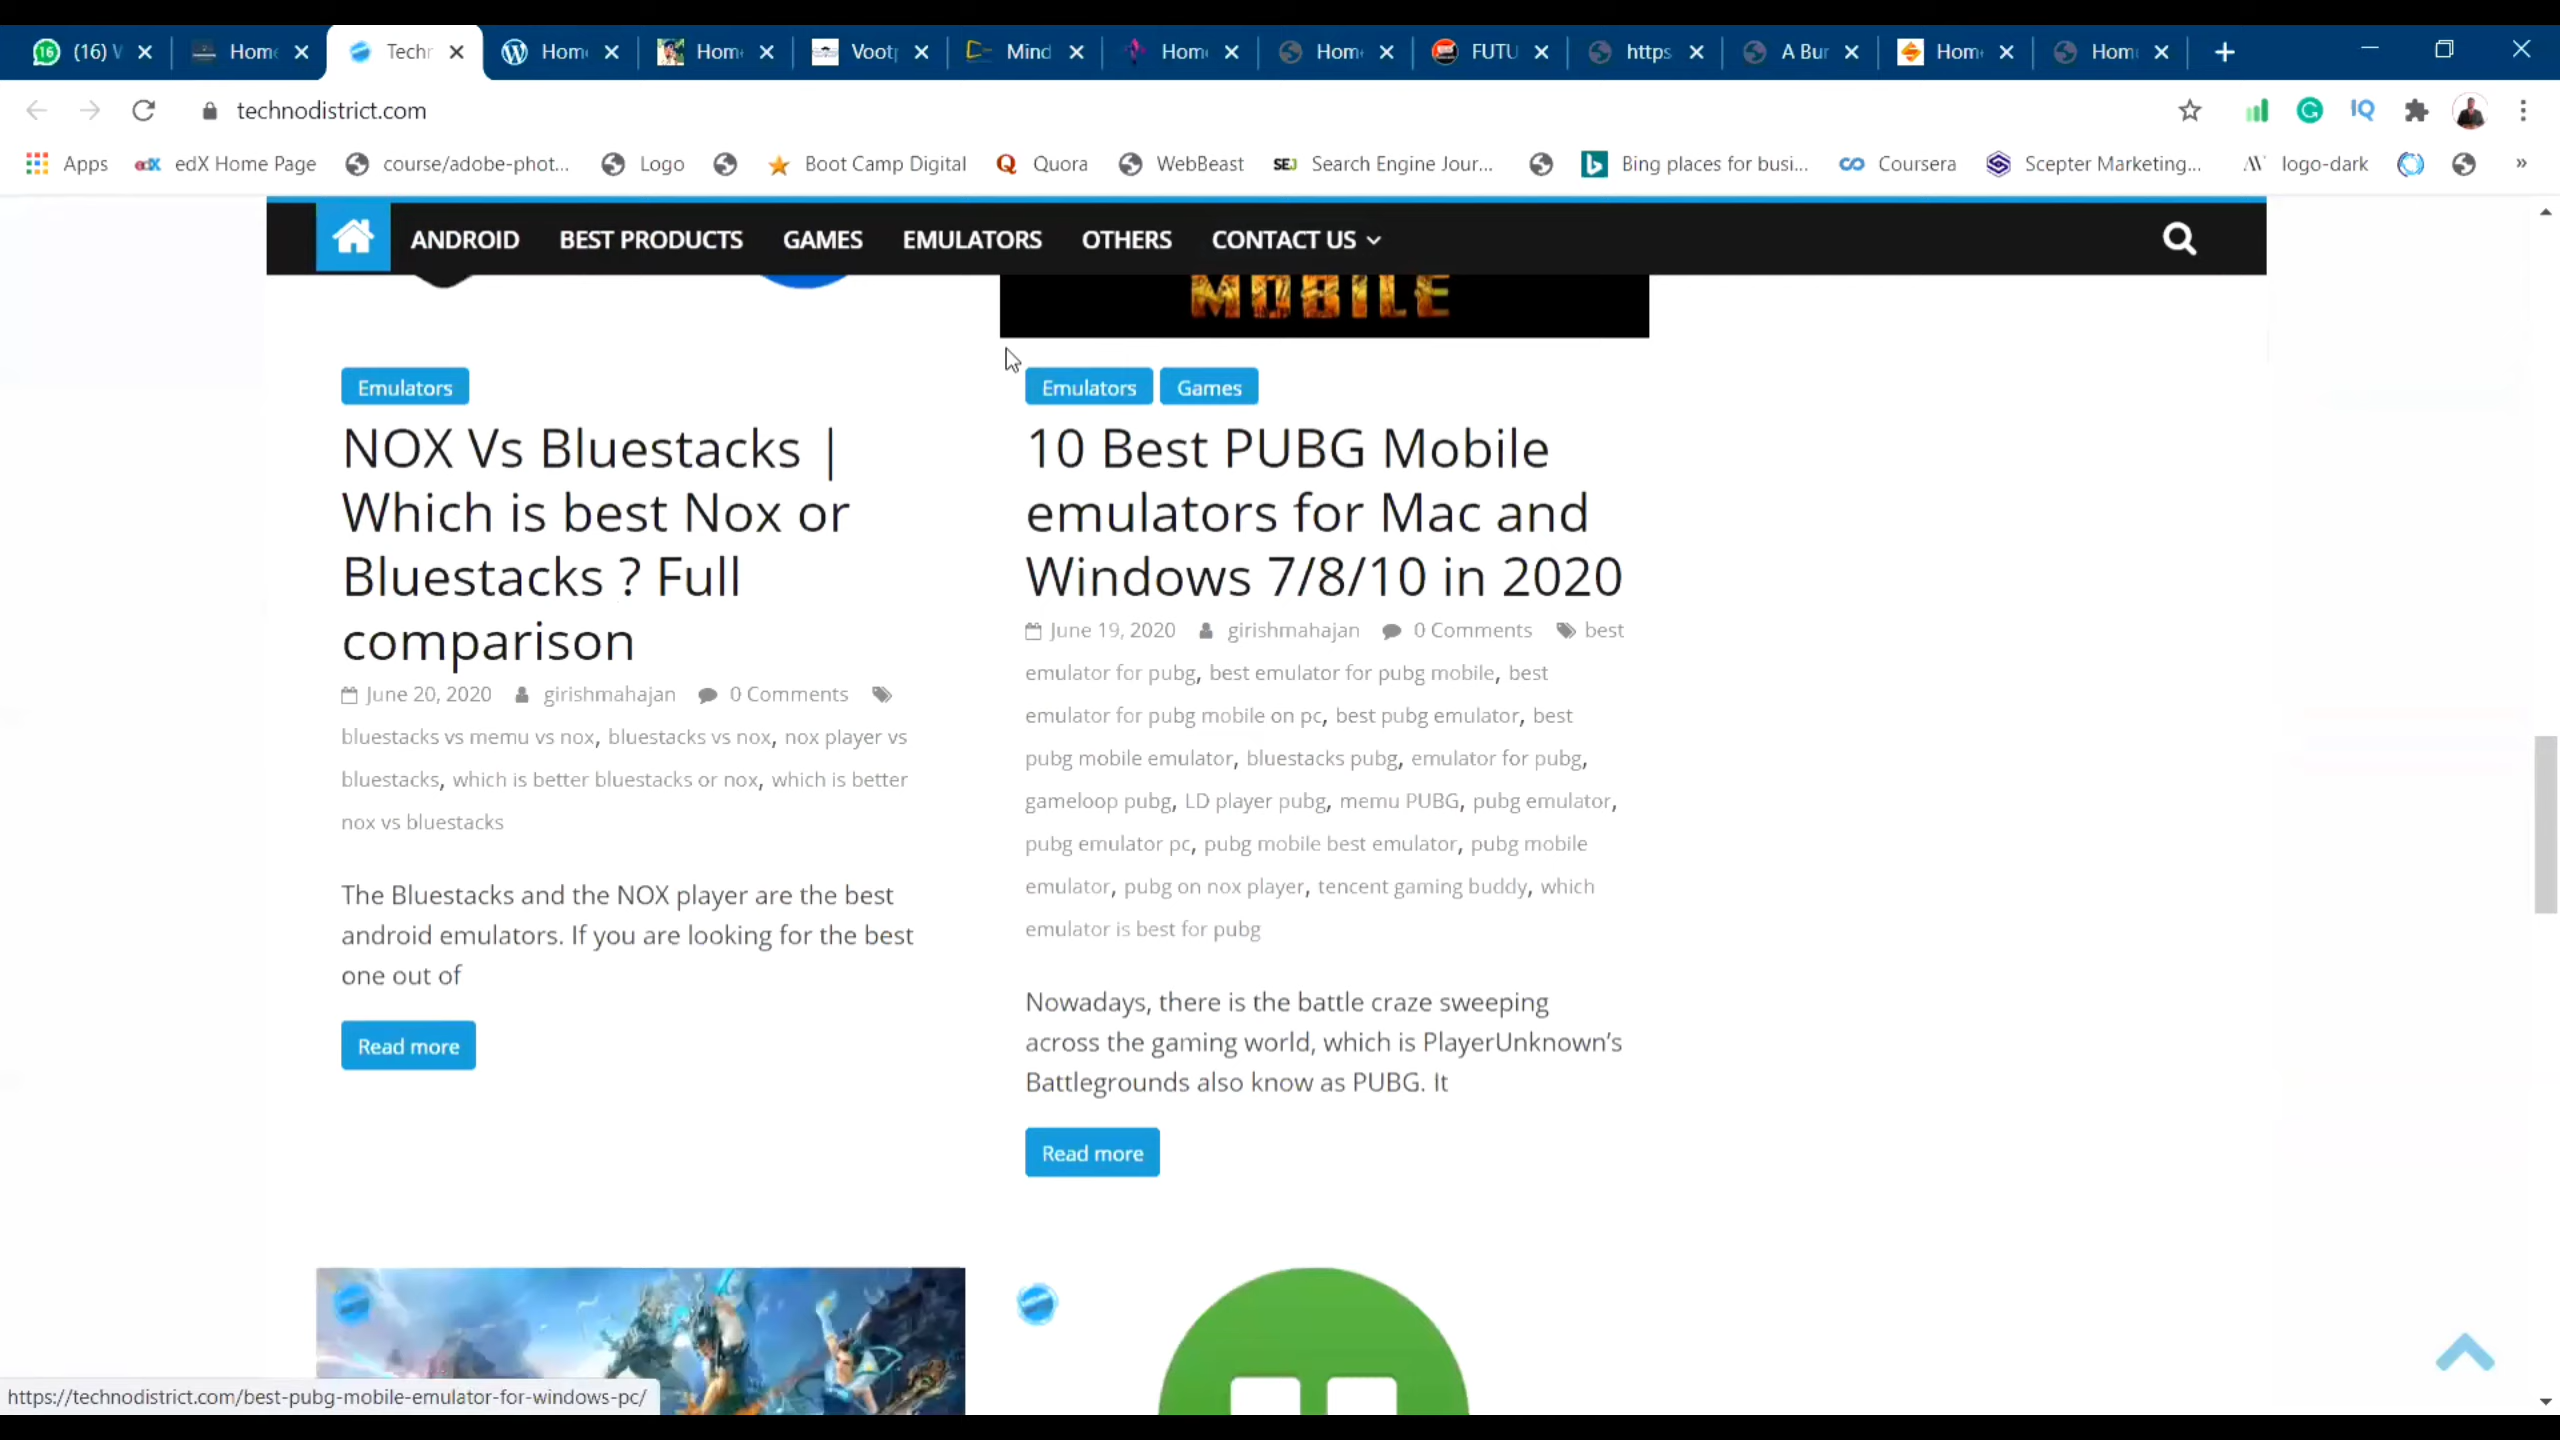 16 (16) V Home Techr Home Home Voot Mind Home Home FUTU https A Bur Home Home
technodistrict.com
IQ
Apps edX edX Home Page course/adobe-phot... Logo Boot Camp Digital Quora WebBeast SEJ Search Engine Jour... Bing places for busi... Coursera Scepter Marketing... logo-dark »
ANDROID BEST PRODUCTS GAMES EMULATORS OTHERS CONTACT US
MOBILE
Emulators
NOX Vs Bluestacks |
Which is best Nox or
Bluestacks ? Full
comparison
June 20, 2020 girishmahajan 0 Comments
bluestacks vs memu vs nox, bluestacks vs nox, nox player vs
bluestacks, which is better bluestacks or nox, which is better
nox vs bluestacks
The Bluestacks and the NOX player are the best
android emulators. If you are looking for the best
one out of
Read more
Emulators Games
10 Best PUBG Mobile
emulators for Mac and
Windows 7/8/10 in 2020
June 19, 2020 girishmahajan 0 Comments best
emulator for pubg, best emulator for pubg mobile, best
emulator for pubg mobile on pc, best pubg emulator, best
pubg mobile emulator, bluestacks pubg, emulator for pubg,
gameloop pubg, LD player pubg, memu PUBG, pubg emulator,
pubg emulator pc, pubg mobile best emulator, pubg mobile
emulator, pubg on nox player, tencent gaming buddy, which
emulator is best for pubg
Nowadays, there is the battle craze sweeping
across the gaming world, which is PlayerUnknown's
Battlegrounds also know as PUBG. It
Read more
https://technodistrict.com/best-pubg-mobile-emulator-for-windows-pc/